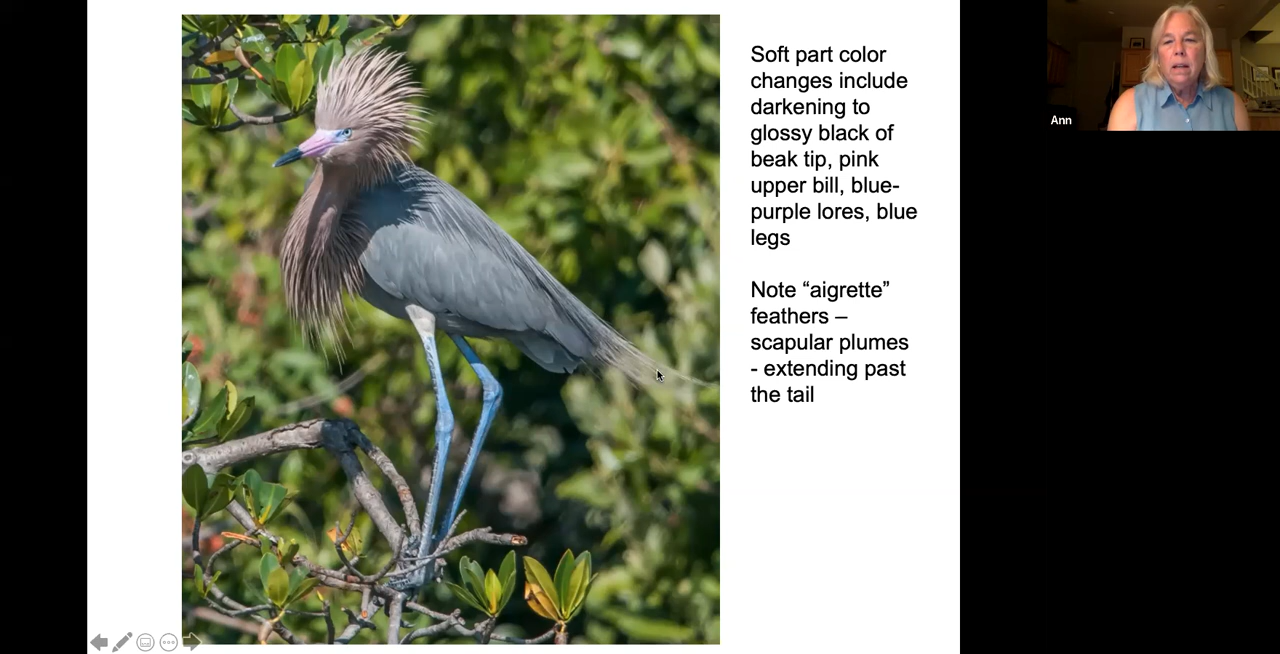 Soft part color
changes include
darkening to
glossy black of
beak tip, pink
upper bill, blue-
purple lores, blue
legs
Note “aigrette”
feathers –
scapular plumes
- extending past
the tail
Ann